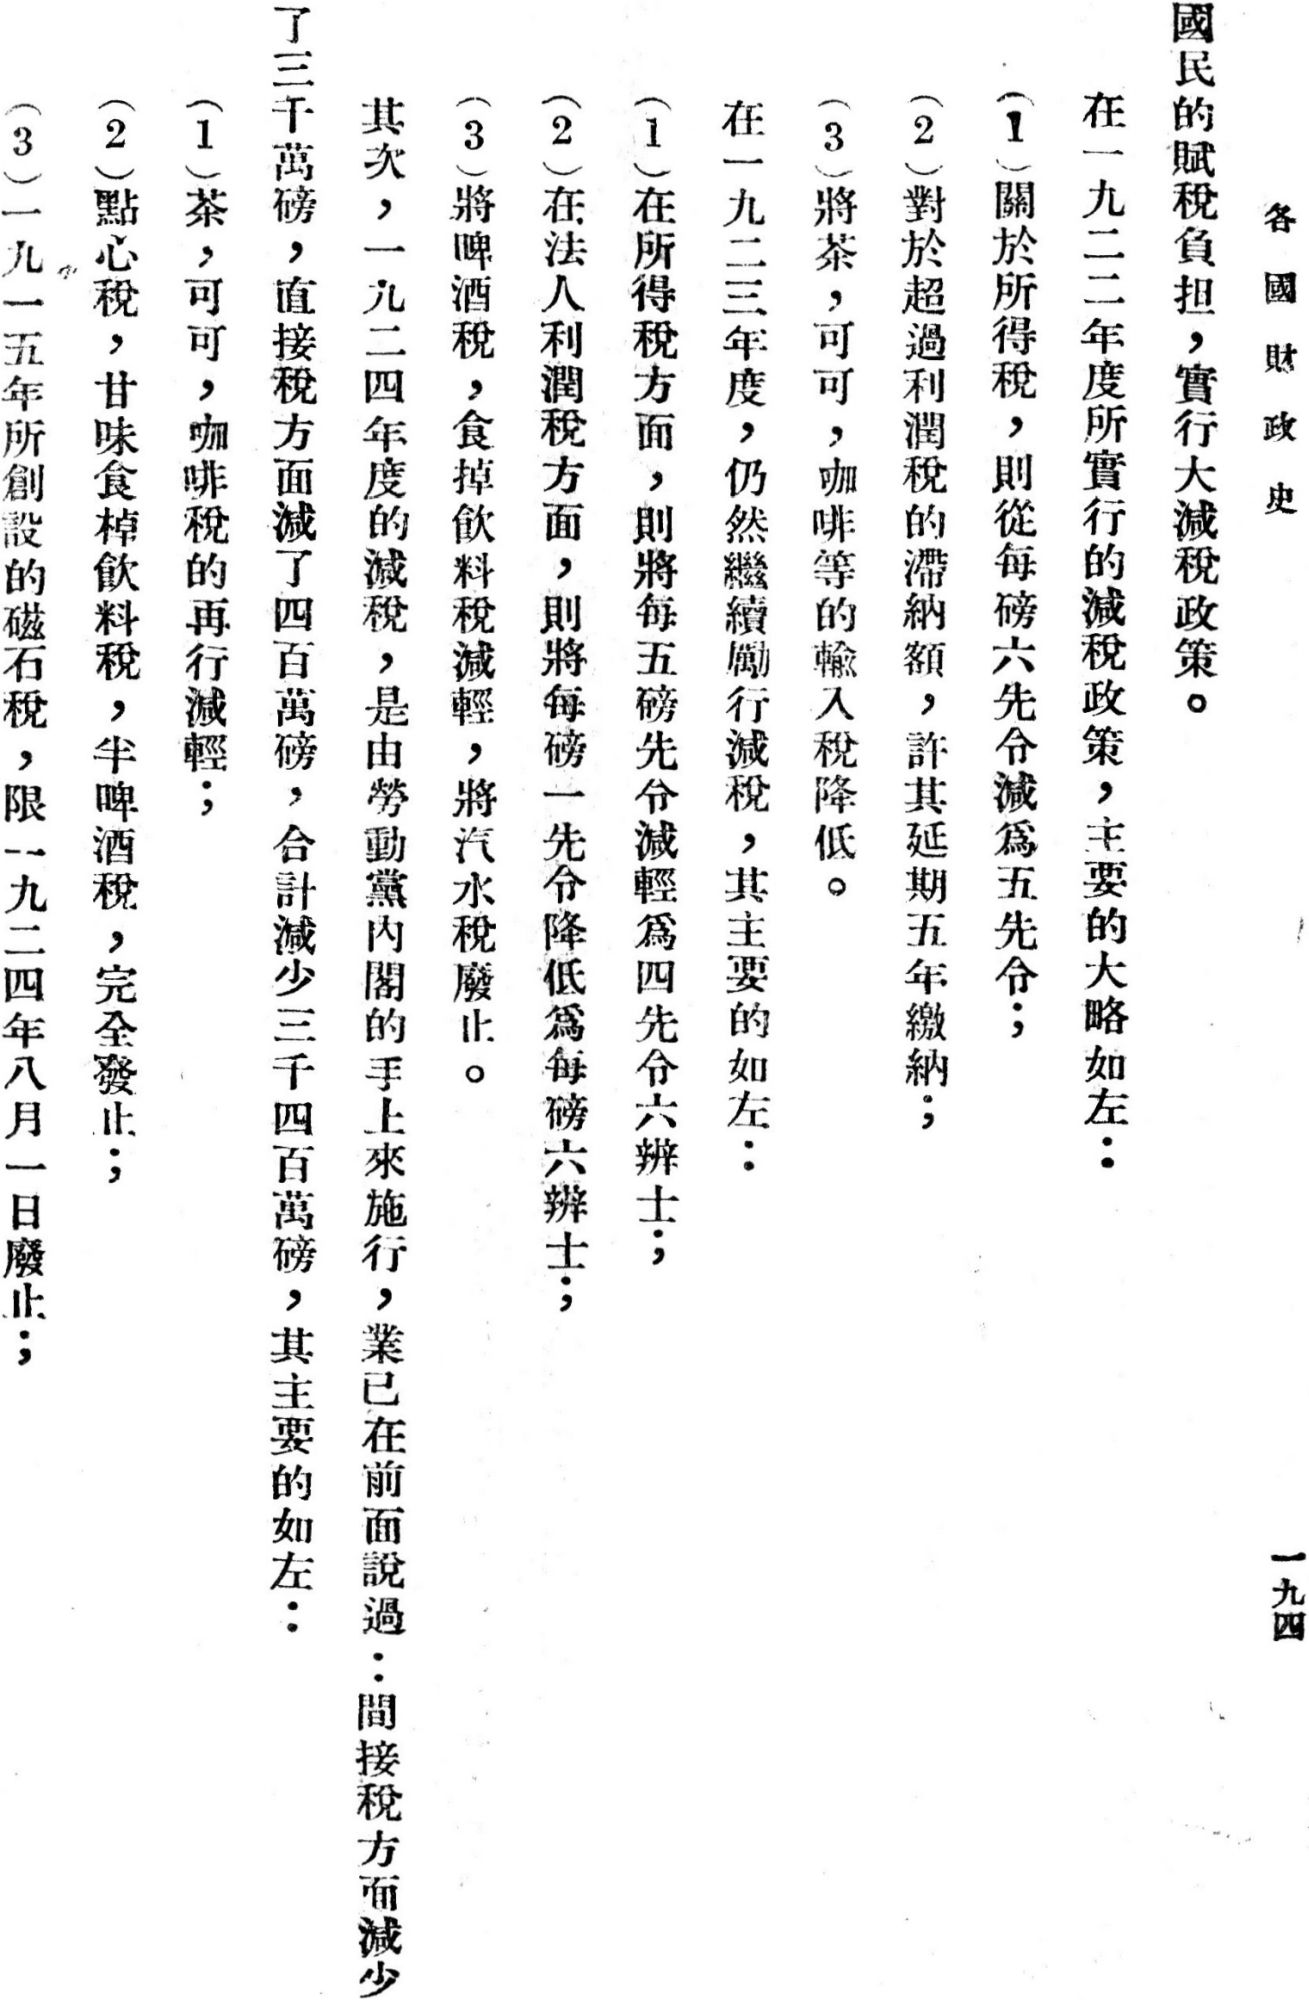 各國財政史
一九四
國民的賦稅負担，實行大減稅政策。
在一九二二年度所實行的減稅政策，主要的大略如左：
（1）關於所得稅，則從每磅六先令減爲五先令；
（2）對於超過利潤稅的滯納額，許其延期五年繳納；
（3）將茶，可可，咖啡等的輸入稅降低。
在一九二三年度，仍然繼續勵行減稅，其主要的如左：
（1）在所得稅方面，則將每五磅先令減輕爲四先令六辨士；
（2）在法人利潤稅方面，則將每磅一先令降低爲每磅六辨士；
（3）將啤酒稅，食掉飲料稅減輕，將汽水稅廢止。
其次，一九二四年度的減稅，是由勞動黨內閣的手上來施行，業已在前面說過：間接稅方面減少
了三千萬磅，直接稅方面減了四百萬磅，合計減少三千四百萬磅，其主要的如左：
（1）茶，可可，咖啡稅的再行減輕；
（2）點心稅，甘味食棹飲料稅，半啤酒稅，完全發止；
（3）一九一五年所創設的磁石稅，限一九二四年八月一日廢止；